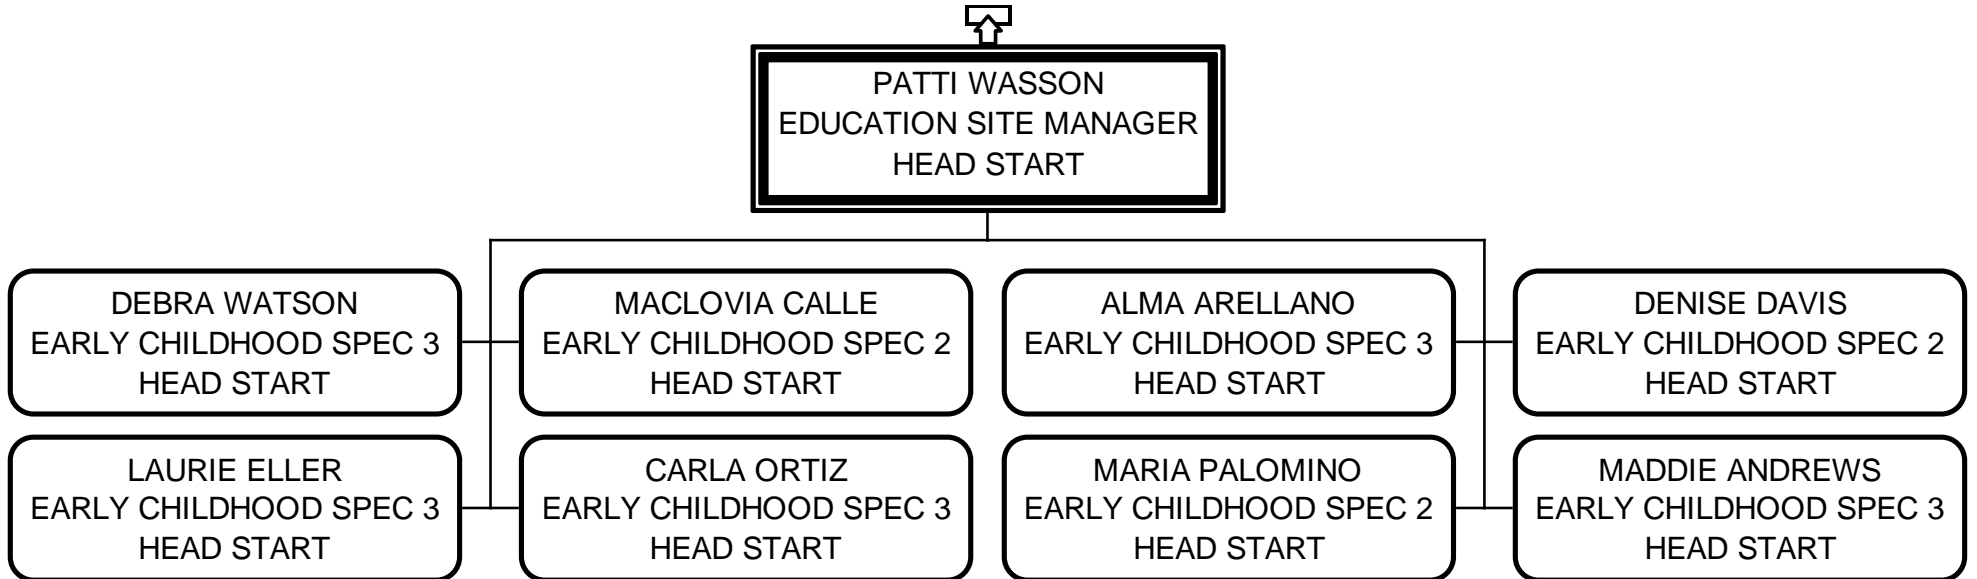 PATTI WASSON
EDUCATION SITE MANAGER
HEAD START
DEBRA WATSON
EARLY CHILDHOOD SPEC 3
HEAD START
MACLOVIA CALLE
EARLY CHILDHOOD SPEC 2
HEAD START
ALMA ARELLANO
EARLY CHILDHOOD SPEC 3
HEAD START
DENISE DAVIS
EARLY CHILDHOOD SPEC 2
HEAD START
LAURIE ELLER
EARLY CHILDHOOD SPEC 3
HEAD START
CARLA ORTIZ
EARLY CHILDHOOD SPEC 3
HEAD START
MARIA PALOMINO
EARLY CHILDHOOD SPEC 2
HEAD START
MADDIE ANDREWS
EARLY CHILDHOOD SPEC 3
HEAD START